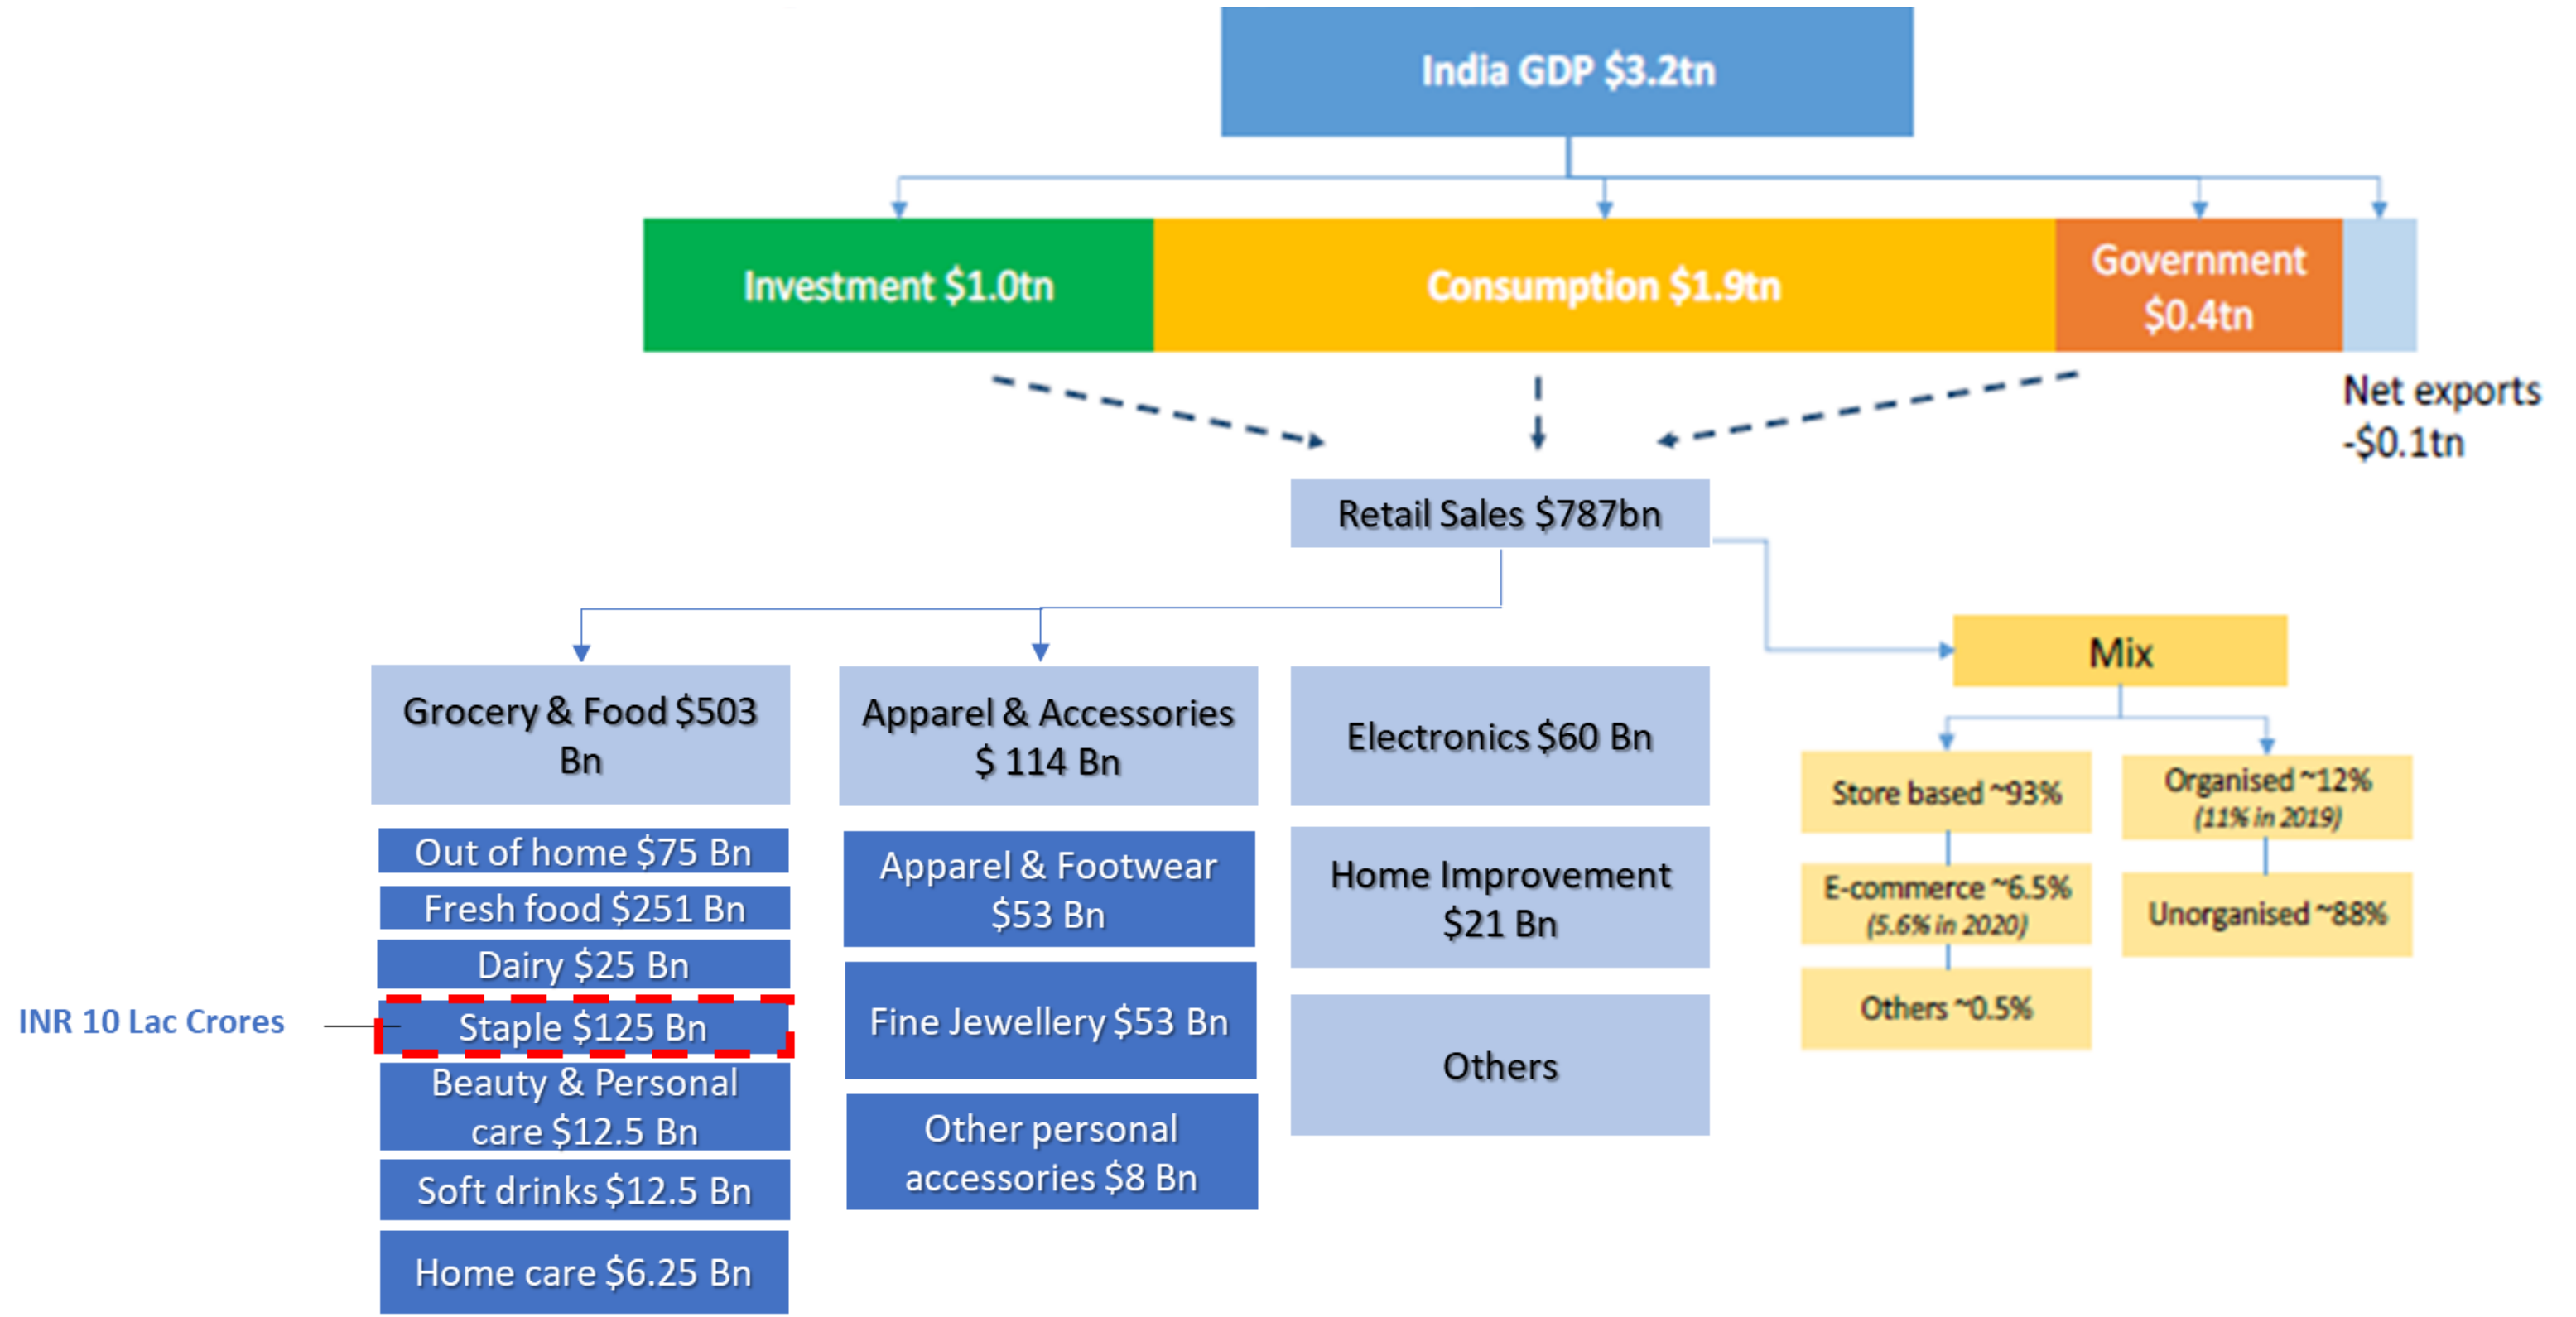 India GDP $3.2tn
Investment $1.0tn
Consumption $1.9tn
Government
$0.4tn
Net exports
-$0.1tn
Retail Sales $787bn
Grocery & Food $503
Bn
Out of home $75 Bn
Fresh food $251 Bn
Dairy $25 Bn
INR 10 Lac Crores
Staple $125 Bn
Beauty & Personal
care $12.5 Bn
Soft drinks $12.5 Bn
Home care $6.25 Bn
Apparel & Accessories
$ 114 Bn
Apparel & Footwear
$53 Bn
Fine Jewellery $53 Bn
Other personal
accessories $8 Bn
Electronics $60 Bn
Home Improvement
$21 Bn
Others
Mix
Store based ~93%
E-commerce ~6.5%
(5.6% in 2020)
Others ~0.5%
Organised ~12%
(11% in 2019)
Unorganised ~88%